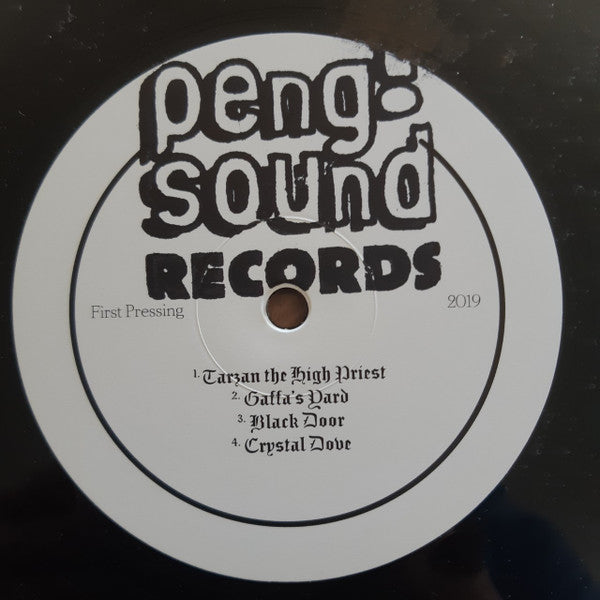 peng!
sound
RECORDS
First Pressing
2019
1. Tarzan the High Priest
2. Gaffa's Yard
3. Black Door
4. Crystal Dove